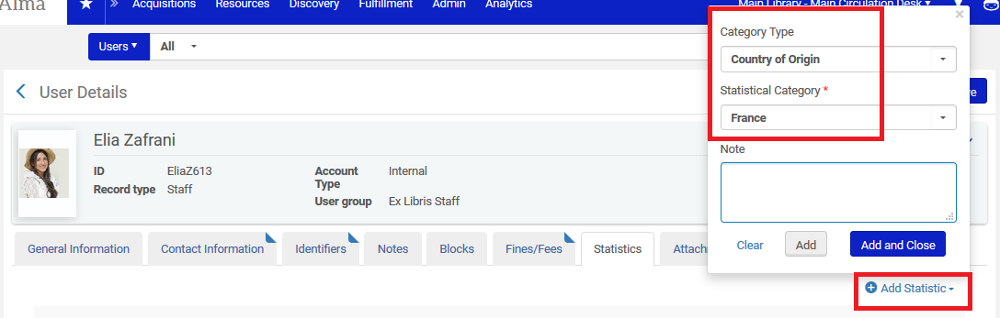 Alma
Acquisitions Resources Discovery Fulfillment Admin Analytics
Main Library - Main Circulation Desk
Users All
User Details
Elia Zafrani
ID EliaZ613
Record type Staff
Account Type Internal
User group Ex Libris Staff
General Information Contact Information Identifiers Notes Blocks Fines/Fees Statistics Attach
Add Statistic
Category Type
Country of Origin
Statistical Category *
France
Note
Clear Add Add and Close